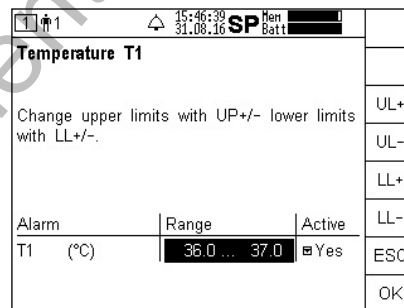 1 1 15:46:39 SP Mem
31.08.16 Batt
Temperature T1
Change upper limits with UP+/- lower limits
with LL+/-.
UL+
UL-
LL+
LL-
ESC
OK
Alarm Range Active
T1 (°C) 36.0 ... 37.0 Yes